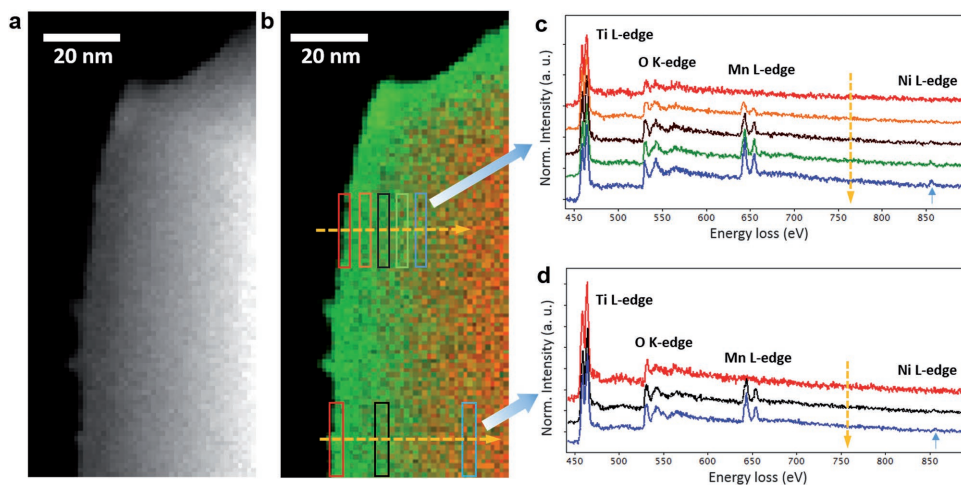 a
20 nm
b
20 nm
c
Ti L-edge
O K-edge
Mn L-edge
Ni L-edge
Norm. Intensity (a. u.)
450 500 550 600 650 700 750 800 850
Energy loss (eV)
d
Ti L-edge
O K-edge
Mn L-edge
Ni L-edge
Norm. Intensity (a. u.)
450 500 550 600 650 700 750 800 850
Energy loss (eV)